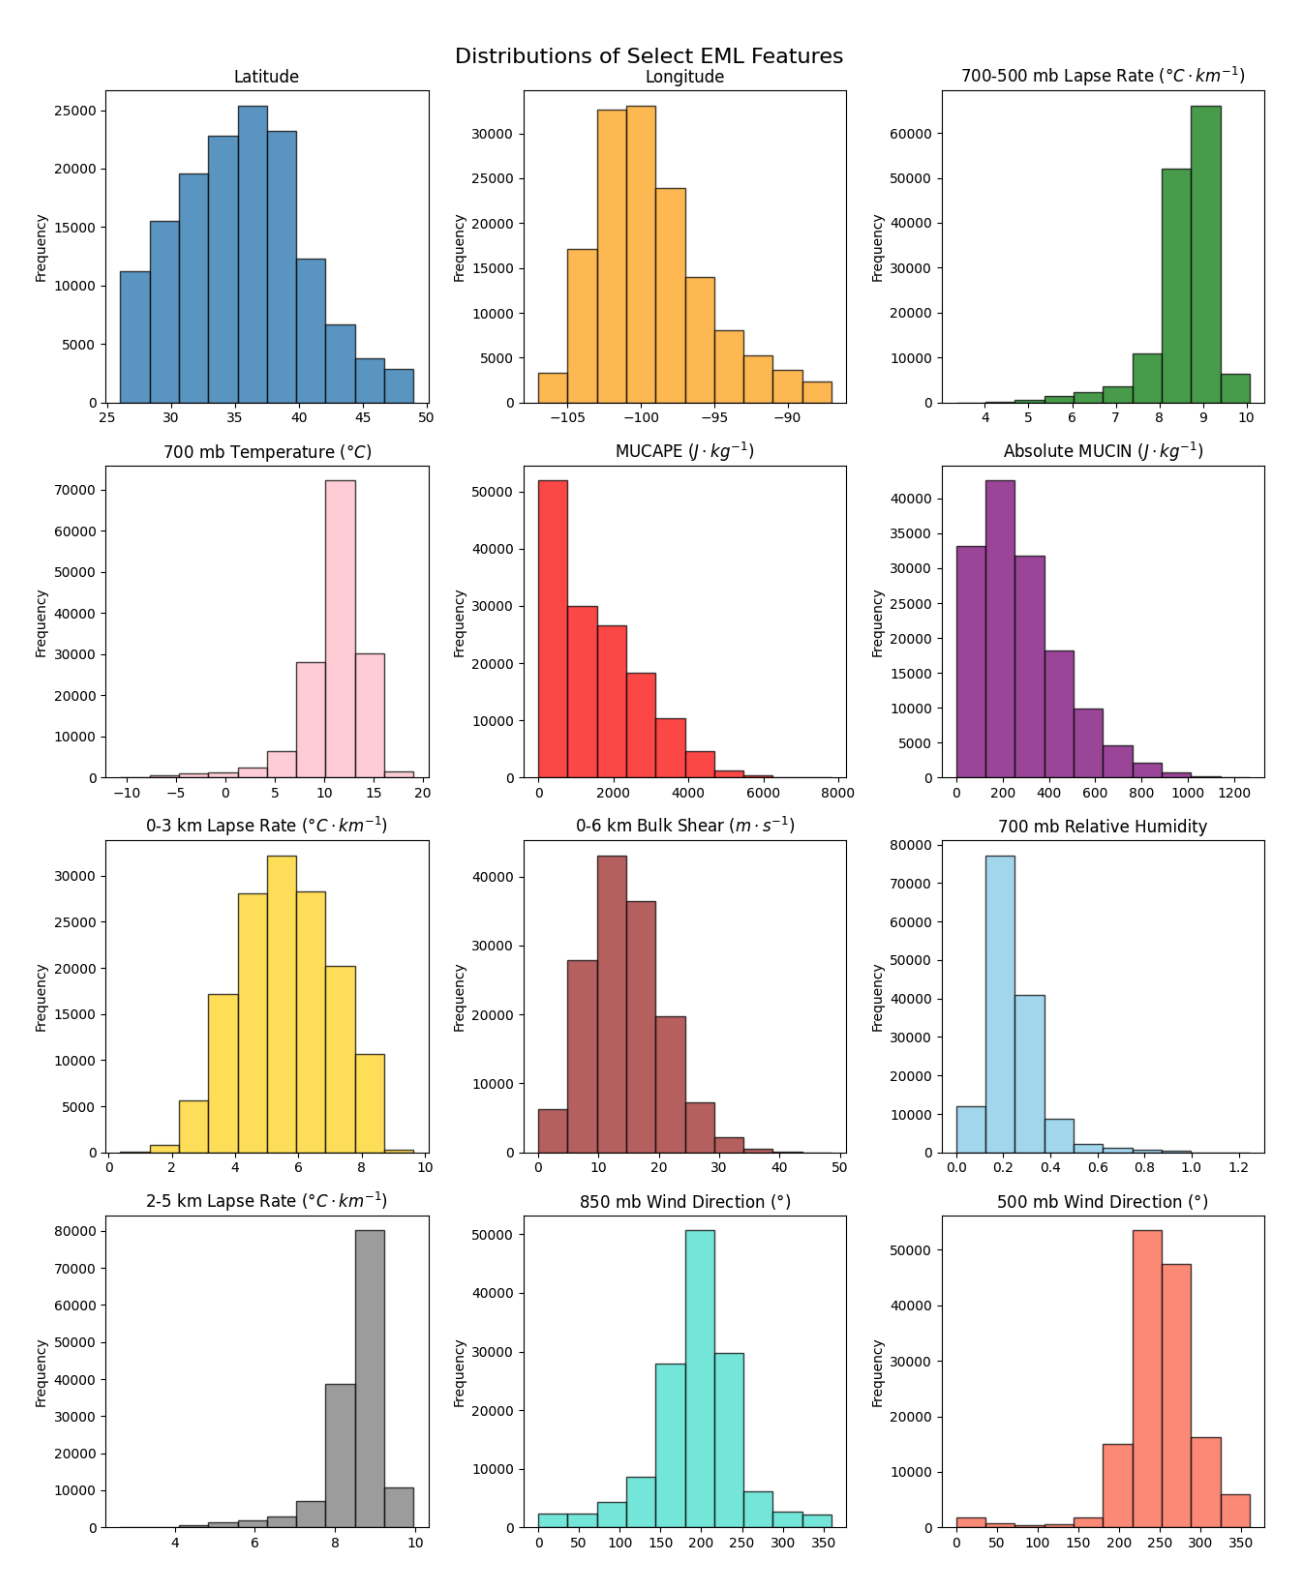 Distributions of Select EML Features
Latitude
Frequency
25000
20000
15000
10000
5000
0
25 30 35 40 45 50
Longitude
Frequency
30000
25000
20000
15000
10000
5000
0
−105 −100 −95 −90
700-500 mb Lapse Rate (°C · km⁻¹)
Frequency
60000
50000
40000
30000
20000
10000
0
4 5 6 7 8 9 10
700 mb Temperature (°C)
Frequency
70000
60000
50000
40000
30000
20000
10000
0
−10 −5 0 5 10 15 20
MUCAPE (J · kg⁻¹)
Frequency
50000
40000
30000
20000
10000
0
0 2000 4000 6000 8000
Absolute MUCIN (J · kg⁻¹)
Frequency
40000
35000
30000
25000
20000
15000
10000
5000
0
0 200 400 600 800 1000 1200
0-3 km Lapse Rate (°C · km⁻¹)
Frequency
30000
25000
20000
15000
10000
5000
0
0 2 4 6 8 10
0-6 km Bulk Shear (m · s⁻¹)
Frequency
40000
30000
20000
10000
0
0 10 20 30 40 50
700 mb Relative Humidity
Frequency
80000
70000
60000
50000
40000
30000
20000
10000
0
0.0 0.2 0.4 0.6 0.8 1.0 1.2
2-5 km Lapse Rate (°C · km⁻¹)
Frequency
80000
70000
60000
50000
40000
30000
20000
10000
0
4 6 8 10
850 mb Wind Direction (°)
Frequency
50000
40000
30000
20000
10000
0
0 50 100 150 200 250 300 350
500 mb Wind Direction (°)
Frequency
50000
40000
30000
20000
10000
0
0 50 100 150 200 250 300 350